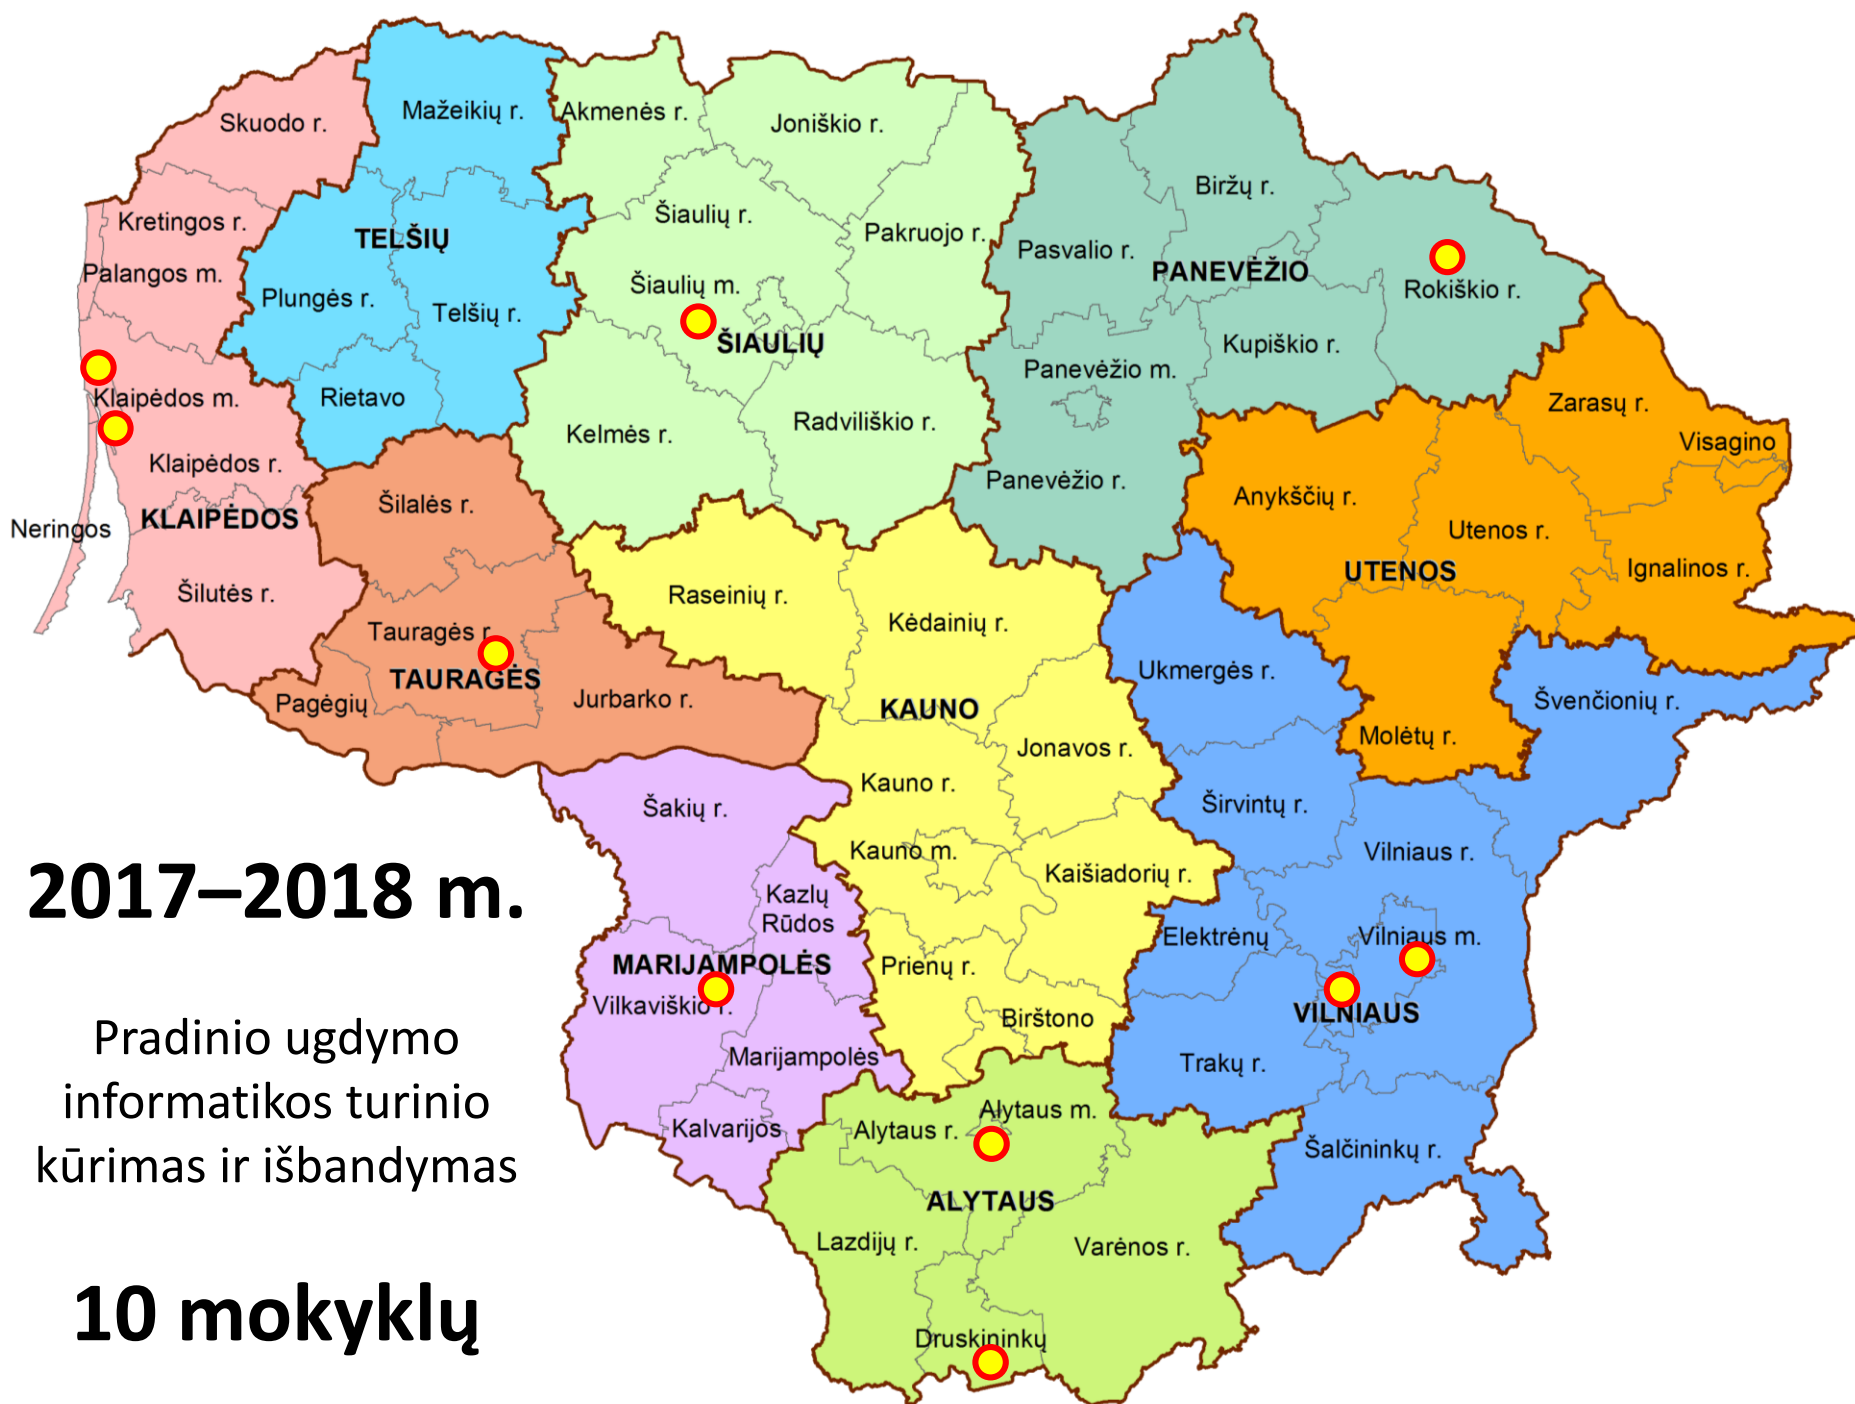 Skuodo r.
Mažeikių r.
Akmenės r.
Joniškio r.
Kretingos r.
TELŠIŲ
Šiaulių r.
Pakruojo r.
Pasvalio r.
Biržų r.
PANEVĖŽIO
Rokiškio r.
Palangos m.
Plungės r.
Telšių r.
Šiaulių m.
ŠIAULIŲ
Panevėžio m.
Kupiškio r.
Klaipėdos m.
Rietavo
Kelmės r.
Radviliškio r.
Zarasų r.
Visagino
Klaipėdos r.
Panevėžio r.
Anykščių r.
Utenos r.
Neringos
KLAIPĖDOS
Šilalės r.
UTENOS
Ignalinos r.
Šilutės r.
Raseinių r.
Kėdainių r.
Tauragės r.
TAURAGĖS
Pagėgių
Jurbarko r.
KAUNO
Ukmergės r.
Švenčionių r.
Molėtų r.
Jonavos r.
Kauno r.
Šakių r.
Širvintų r.
Kauno m.
Kaišiadorių r.
Vilniaus r.
Kazlų
Rūdos
Elektrėnų
Vilniaus m.
MARIJAMPOLĖS
Prienų r.
Vilkaviškio r.
Birštono
VILNIAUS
Marijampolės
Trakų r.
Kalvarijos
Alytaus r.
Alytaus m.
Šalčininkų r.
ALYTAUS
Lazdijų r.
Varėnos r.
Druskininkų
2017–2018 m.
Pradinio ugdymo
informatikos turinio
kūrimas ir išbandymas
10 mokyklų